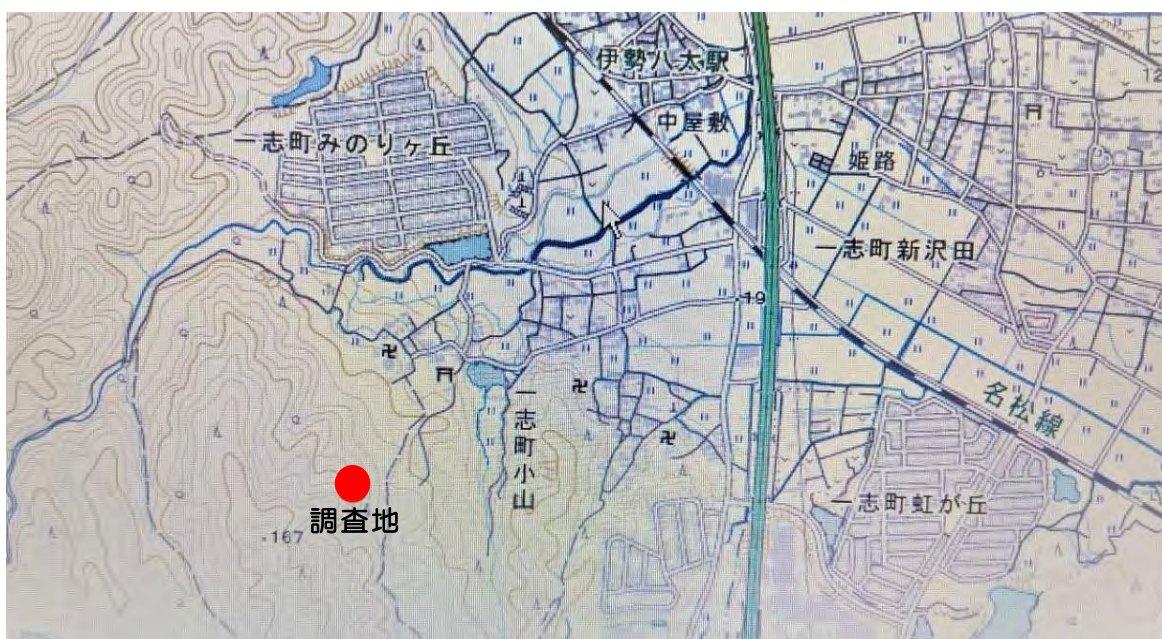 伊勢八太駅
12
中屋敷
一志町みのりヶ丘
姫路
一志町新沢田
19
名松線
一志町小山
一志町虹が丘
調査地
167